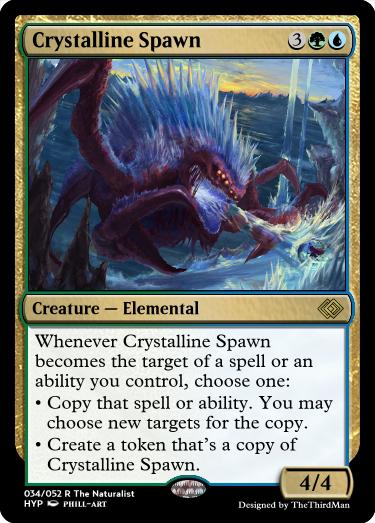 Crystalline Spawn 3
Creature — Elemental
Whenever Crystalline Spawn
becomes the target of a spell or an
ability you control, choose one:
• Copy that spell or ability. You may
choose new targets for the copy.
• Create a token that's a copy of
Crystalline Spawn.
4/4
034/052 R The Naturalist
HYP PHILL-ART
Designed by TheThirdMan